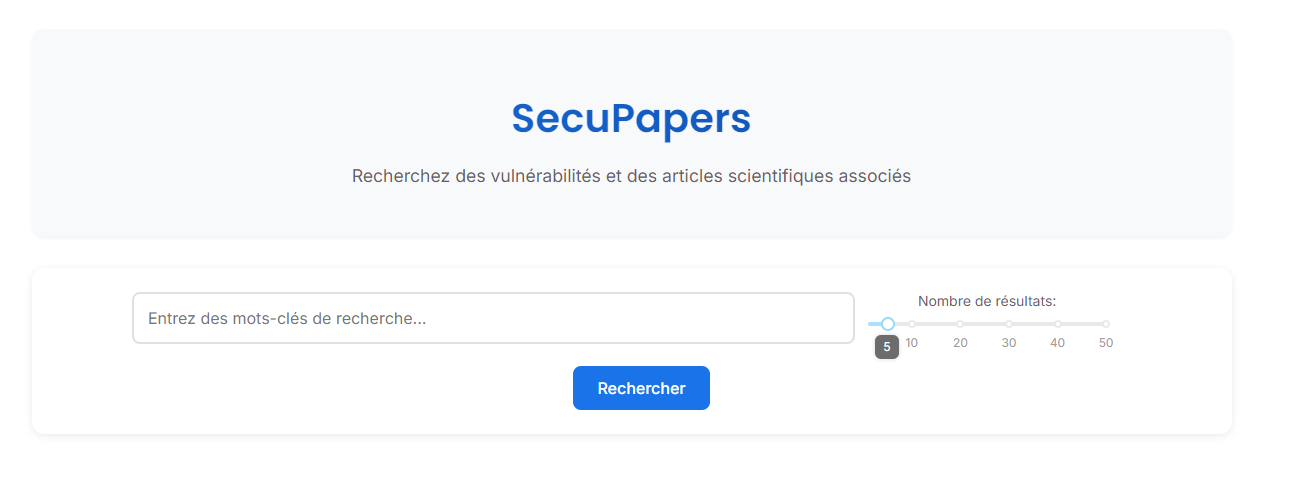 SecuPapers
Recherchez des vulnérabilités et des articles scientifiques associés
Entrez des mots-clés de recherche...
Nombre de résultats:
5 10 20 30 40 50
Rechercher